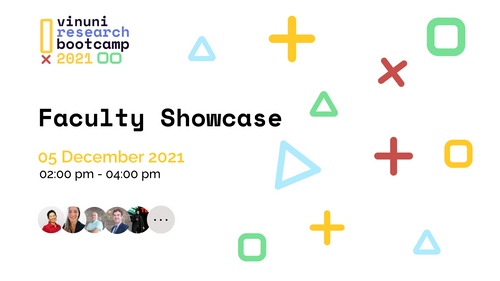 vinuni
research
bootcamp
2021
Faculty Showcase
05 December 2021
02:00 pm - 04:00 pm
...